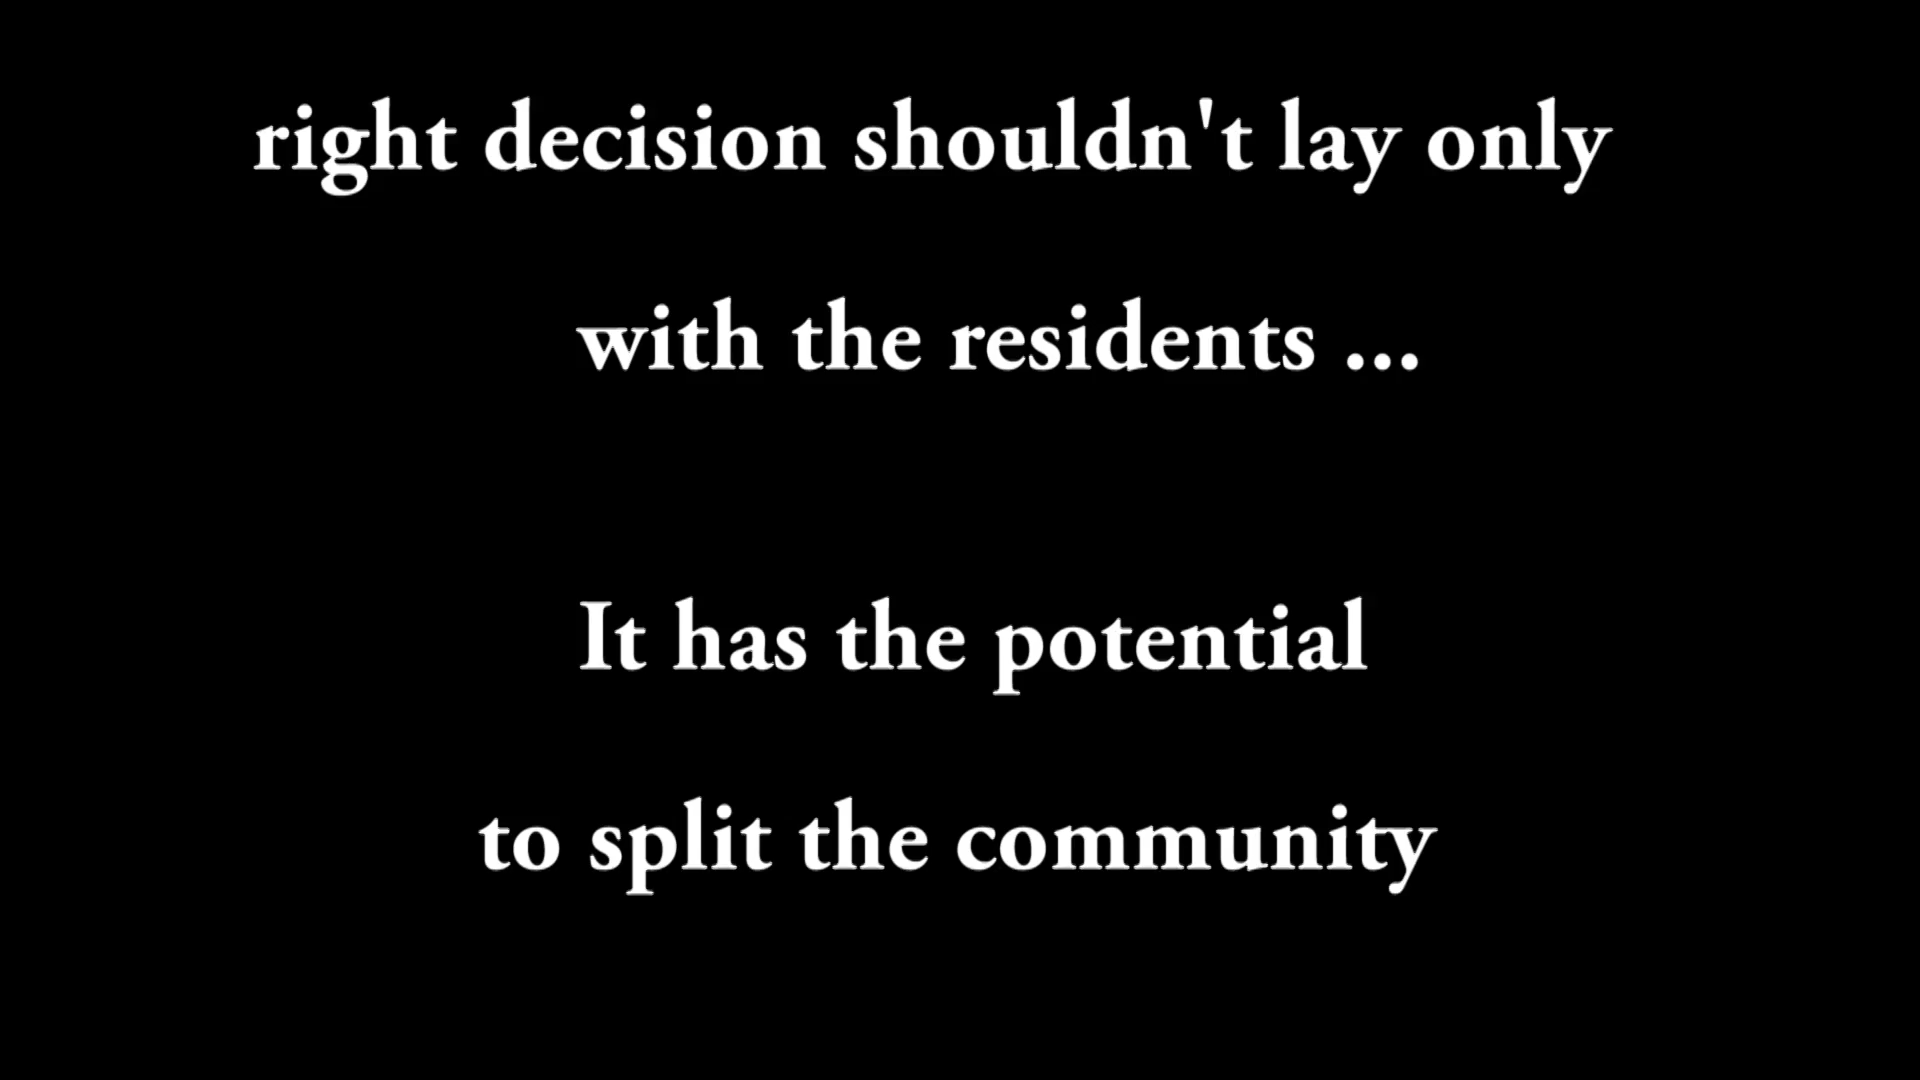 right decision shouldn't lay only
with the residents ...
It has the potential
to split the community